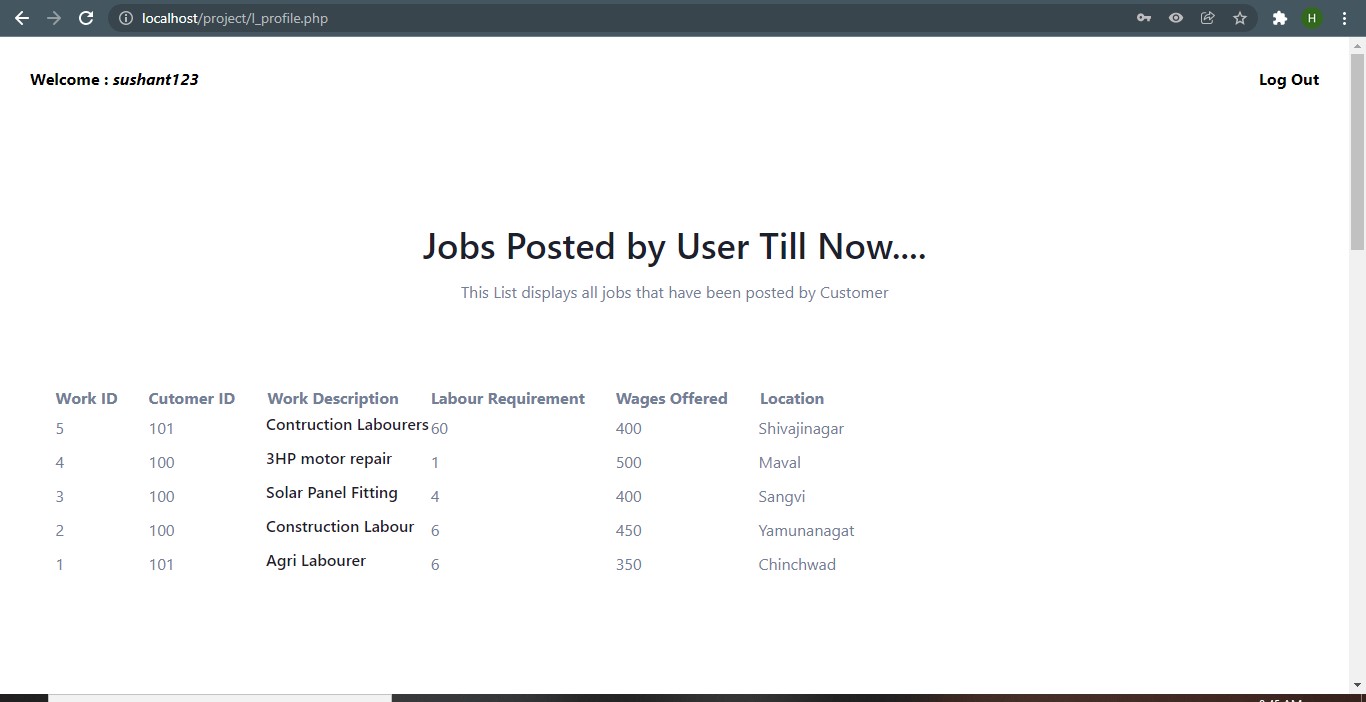 localhost/project/l_profile.php
H
Welcome : sushant123 Log Out
Jobs Posted by User Till Now....
This List displays all jobs that have been posted by Customer
Work ID Cutomer ID Work Description Labour Requirement Wages Offered Location
5 101 Contruction Labourers 60 400 Shivajinagar
4 100 3HP motor repair 1 500 Maval
3 100 Solar Panel Fitting 4 400 Sangvi
2 100 Construction Labour 6 450 Yamunanagat
1 101 Agri Labourer 6 350 Chinchwad